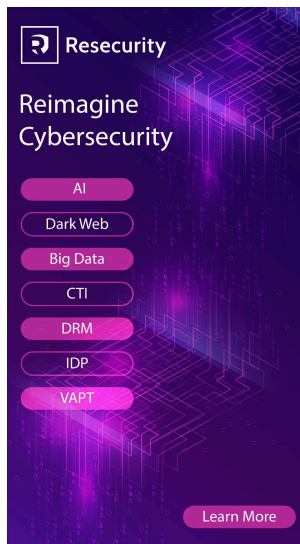 Resecurity
Reimagine
Cybersecurity
AI
Dark Web
Big Data
CTI
DRM
IDP
VAPT
Learn More